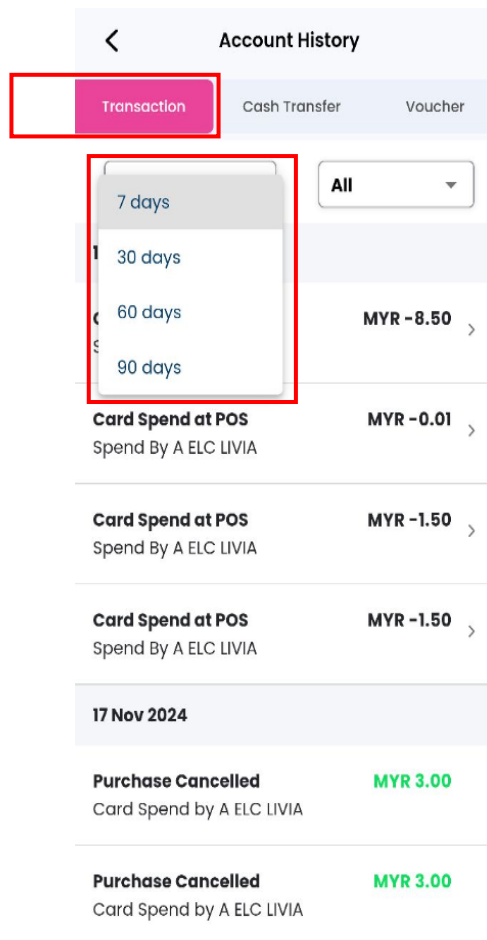 Account History
Transaction
Cash Transfer
Voucher
All
7 days
30 days
60 days
90 days
MYR -8.50
Card Spend at POS
MYR -0.01
Spend By A ELC LIVIA
Card Spend at POS
MYR -1.50
Spend By A ELC LIVIA
Card Spend at POS
MYR -1.50
Spend By A ELC LIVIA
17 Nov 2024
Purchase Cancelled
MYR 3.00
Card Spend by A ELC LIVIA
Purchase Cancelled
MYR 3.00
Card Spend by A ELC LIVIA